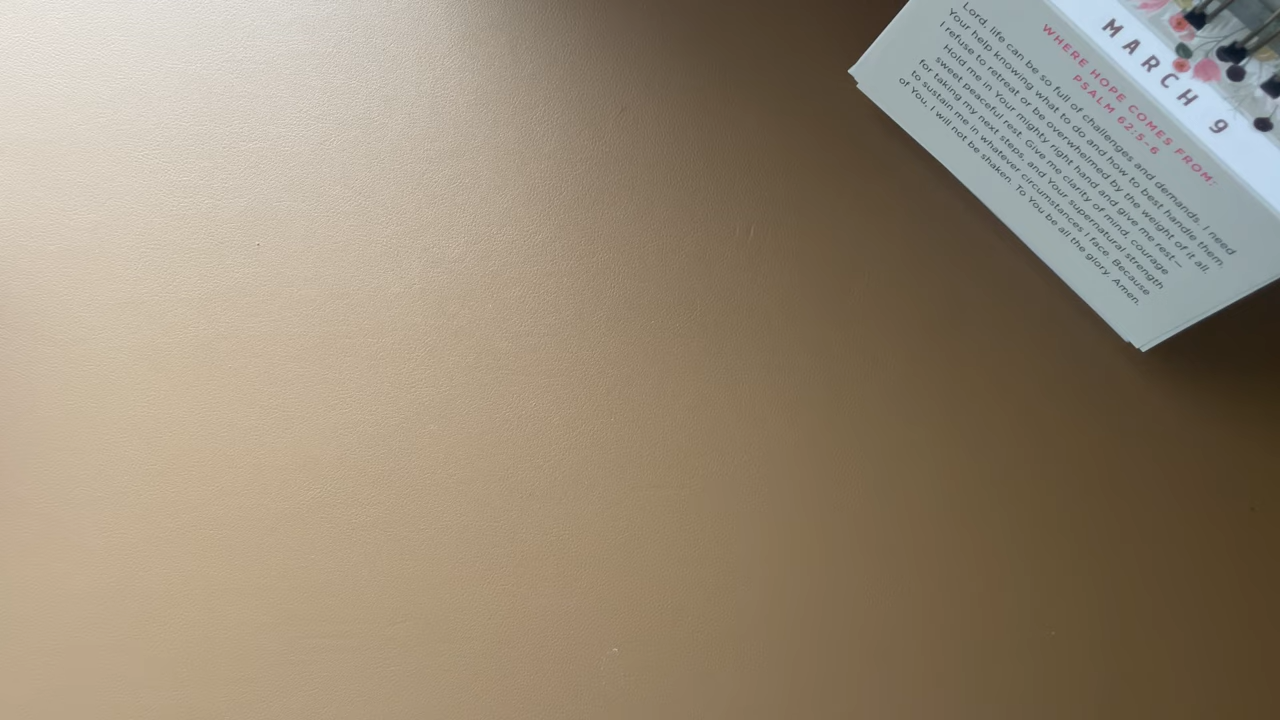 MARCH 9
WHERE HOPE COMES FROM:
PSALM 62:5-6
Lord, life can be so full of challenges and demands. I need
Your help knowing what to do and how to best handle them.
I refuse to retreat or be overwhelmed by the weight of it all.
Hold me in Your mighty right hand and give me rest—
sweet peaceful rest. Give me clarity of mind, courage
for taking my next steps, and Your supernatural strength
to sustain me in whatever circumstances I face. Because
of You, I will not be shaken. To You be all the glory. Amen.